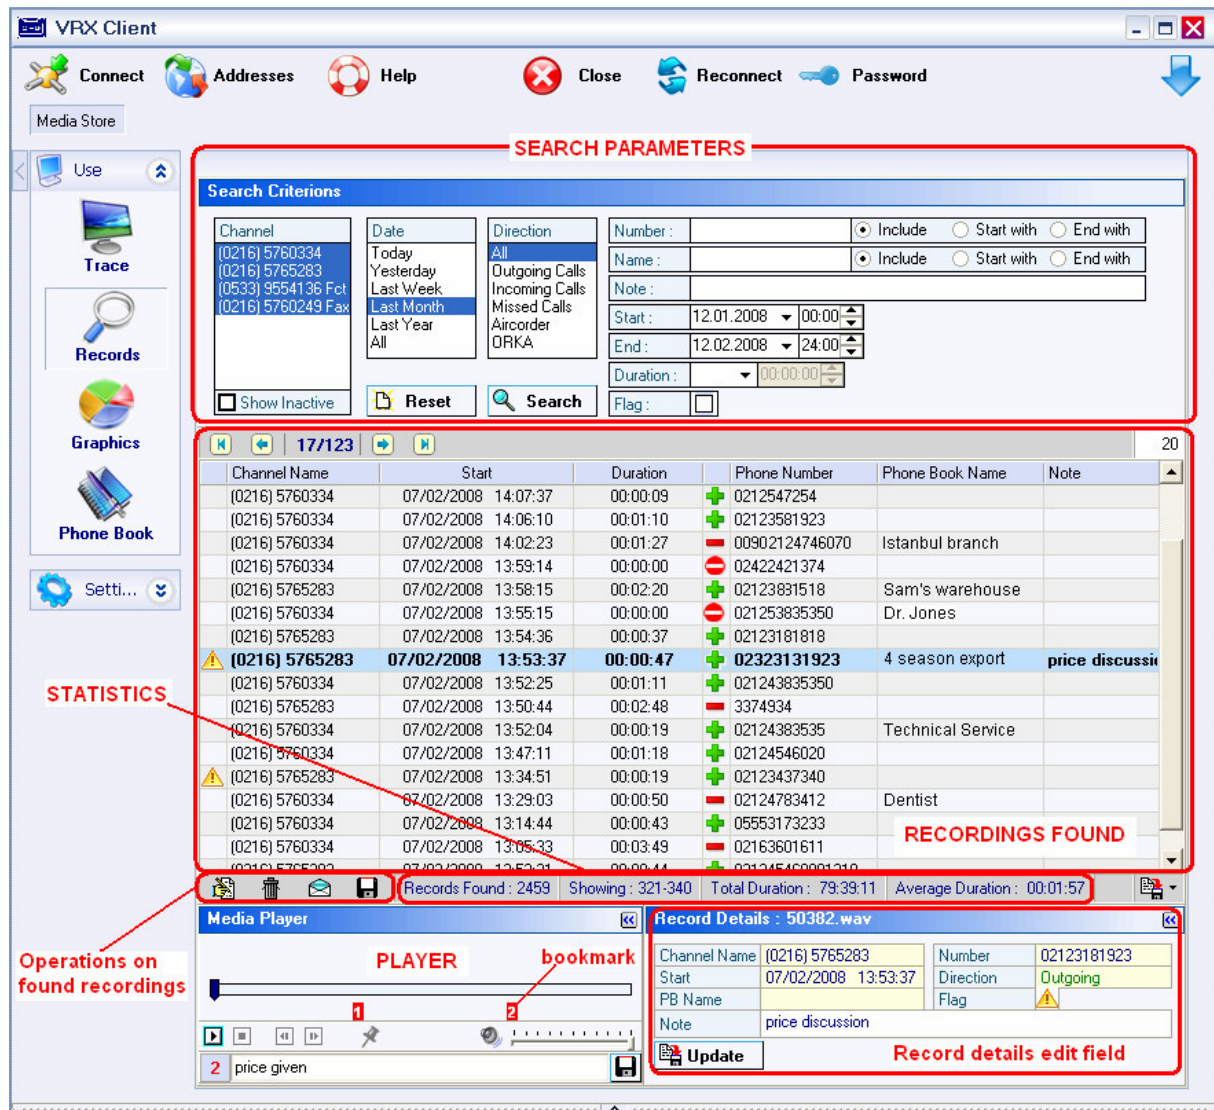 VRX Client
Connect Addresses Help Close Reconnect Password
Media Store
SEARCH PARAMETERS
Use
Trace
Records
Graphics
Phone Book
Setti...
Search Criterions
Channel
(0216) 5760334
(0216) 5765283
(0533) 9554136 Fct
(0216) 5760249 Fax
Show Inactive
Date
Today
Yesterday
Last Week
Last Month
Last Year
All
Reset
Direction
All
Outgoing Calls
Incoming Calls
Missed Calls
Aircorder
ORKA
Search
Number : Include Start with End with
Name : Include Start with End with
Note :
Start : 12.01.2008 00:00
End : 12.02.2008 24:00
Duration : 00:00:00
Flag :
17/123 20
Channel Name Start Duration Phone Number Phone Book Name Note
(0216) 5760334 07/02/2008 14:07:37 00:00:09 0212547254
(0216) 5760334 07/02/2008 14:06:10 00:01:10 02123581923
(0216) 5760334 07/02/2008 14:02:23 00:01:27 00902124746070 Istanbul branch
(0216) 5760334 07/02/2008 13:59:14 00:00:00 02422421374
(0216) 5765283 07/02/2008 13:58:15 00:02:20 02123831518 Sam's warehouse
(0216) 5760334 07/02/2008 13:55:15 00:00:00 021253835350 Dr. Jones
(0216) 5765283 07/02/2008 13:54:36 00:00:37 02123181818
(0216) 5765283 07/02/2008 13:53:37 00:00:47 02323131923 4 season export price discussi
(0216) 5760334 07/02/2008 13:52:25 00:01:11 021243835350
(0216) 5765283 07/02/2008 13:50:44 00:02:48 3374934
(0216) 5760334 07/02/2008 13:52:04 00:00:19 02124383535 Technical Service
(0216) 5760334 07/02/2008 13:47:11 00:01:18 02124546020
(0216) 5765283 07/02/2008 13:34:51 00:00:19 02123437340
(0216) 5760334 07/02/2008 13:29:03 00:00:50 02124783412 Dentist
(0216) 5760334 07/02/2008 13:14:44 00:00:43 05553173233
(0216) 5760334 07/02/2008 13:05:33 00:03:49 02163601611
STATISTICS
RECORDINGS FOUND
Records Found : 2459 Showing : 321-340 Total Duration : 79:39:11 Average Duration : 00:01:57
Operations on
found recordings
Media Player
PLAYER
bookmark
1 2
2 price given
Record Details : 50382.wav
Channel Name (0216) 5765283 Number 02123181923
Start 07/02/2008 13:53:37 Direction Outgoing
PB Name Flag
Note price discussion
Update
Record details edit field